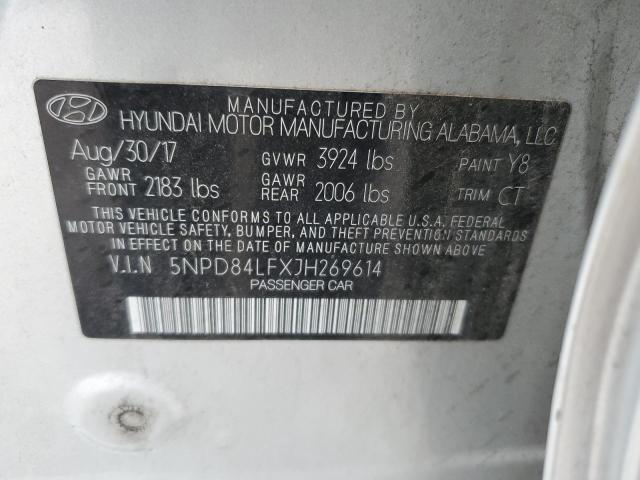 MANUFACTURED BY
HYUNDAI MOTOR MANUFACTURING ALABAMA, LLC
Aug/30/17 GVWR 3924 lbs PAINT Y8
GAWR FRONT 2183 lbs GAWR REAR 2006 lbs TRIM CT
THIS VEHICLE CONFORMS TO ALL APPLICABLE U.S.A. FEDERAL
MOTOR VEHICLE SAFETY, BUMPER, AND THEFT PREVENTION STANDARDS
IN EFFECT ON THE DATE OF MANUFACTURE SHOWN ABOVE
V.I.N 5NPD84LFXJH269614
PASSENGER CAR